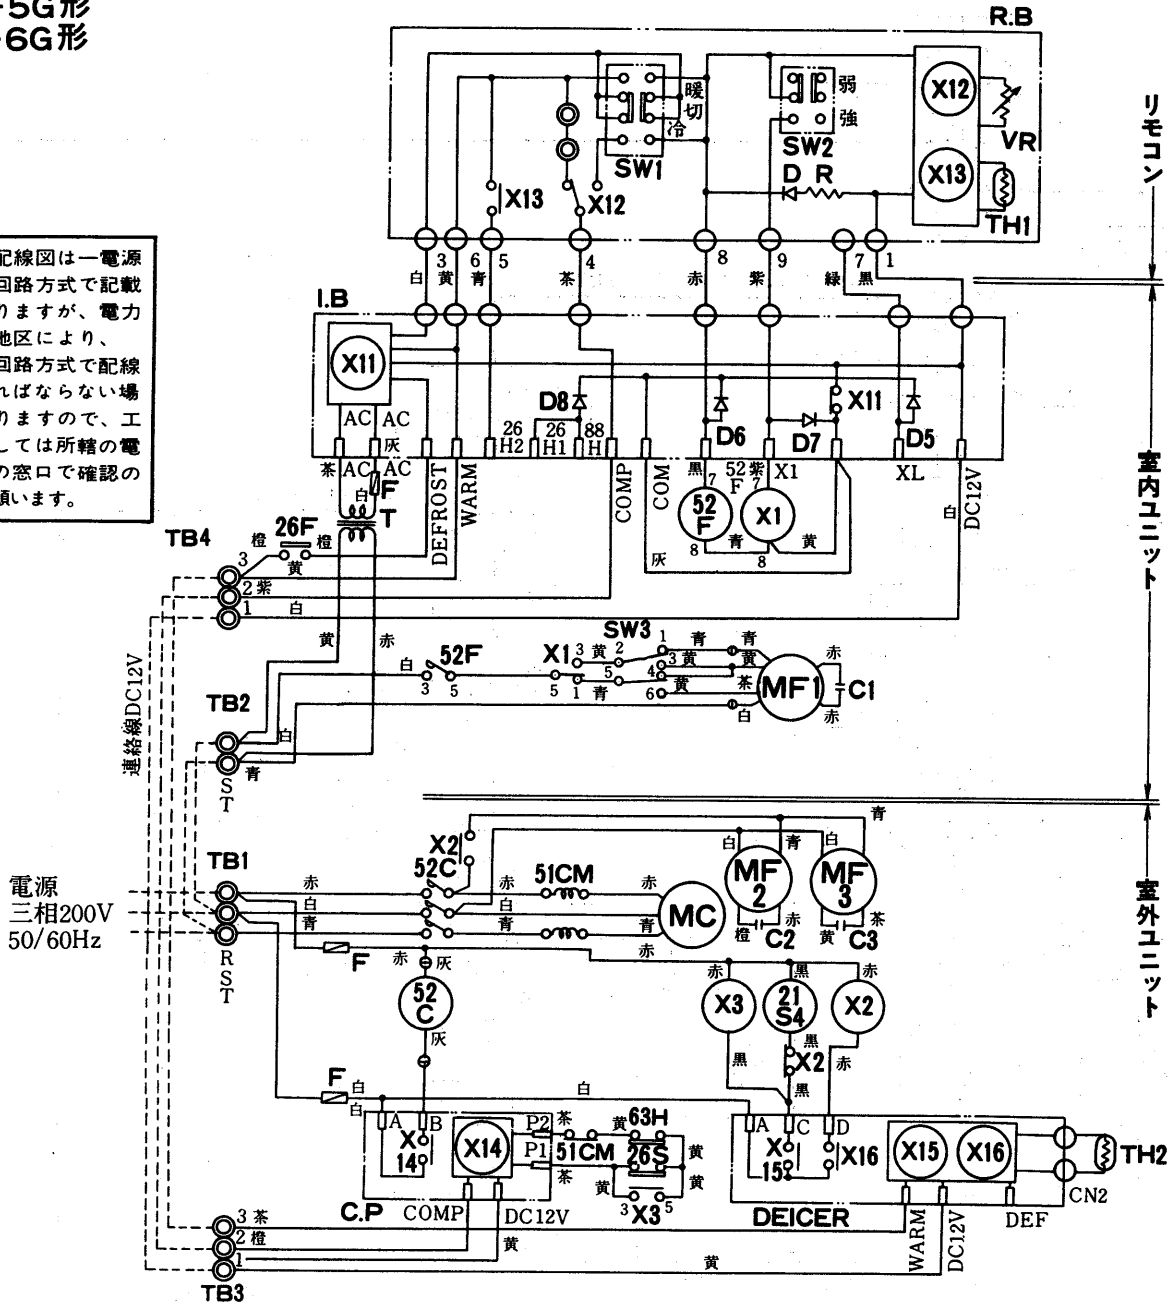 -5G形
-6G形
R.B
暖
切
冷
弱
強
SW1
SW2
X12
VR
X13
TH1
D R
X13
X12
リモコン
3 6 5 4 8 9 7 1
白 黄 青 茶 赤 紫 緑 黒
配線図は一電源
回路方式で記載
りますが、電力
地区により、
回路方式で配線
ればならない場
りますので、工
しては所轄の電
の窓口で確認の
願います。
I.B
X11
AC AC
D8
D6
D7
X11
D5
灰
26 H2
26 H1
88 H
茶 AC AC
白 F
T
DEFROST
WARM
COMP
COM
黒 7
52 F
紫 7
X1
XL
白
DC12V
52 F
X1
8 青 8
黄
灰
室内ユニット
TB4
橙 26F 橙
3 黄
2 紫
1 白
黄 赤
連絡線DC12V
白 52F
3 5
X1
5
3 黄 2
1 青 5
SW3
1 青 青
3 黄 黄
4
黄 茶
6
白
MF1
赤
C1
赤
TB2
白
青
S
T
青
TB1
電源
三相200V
50/60Hz
R
S
T
X2
52C
51CM
赤 赤 赤
白 白
青 青 青
MC
白 青
MF 2
橙 赤
C2
白
MF 3
黄 茶
C3
室外ユニット
F
赤 灰
52 C
灰
赤
赤 黒 赤
X3
21 S4
X2
黒 黒 赤
X2
黒
F 白
白
白
A B
X 14
X14
P2 茶
P1 茶
51CM
黄 63H
26S
黄
黄 黄
3 X3 5
C.P
COMP
DC12V
A C D
X 15
X16
X15
X16
TH2
CN2
DEICER
WARM
DC12V
DEF
3 茶
2 橙
1
黄
黄
TB3